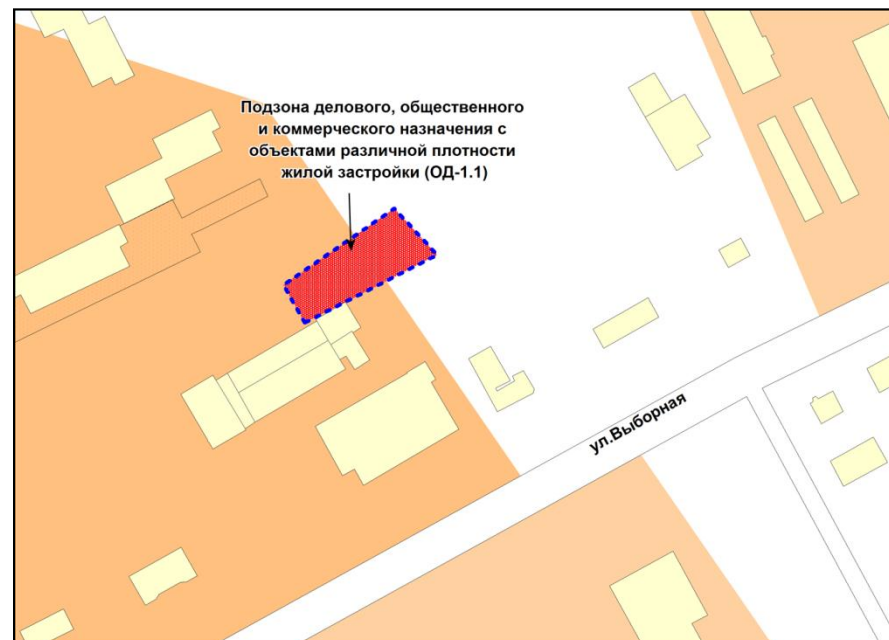 Подзона делового, общественного
и коммерческого назначения с
объектами различной плотности
жилой застройки (ОД-1.1)
ул.Выборная